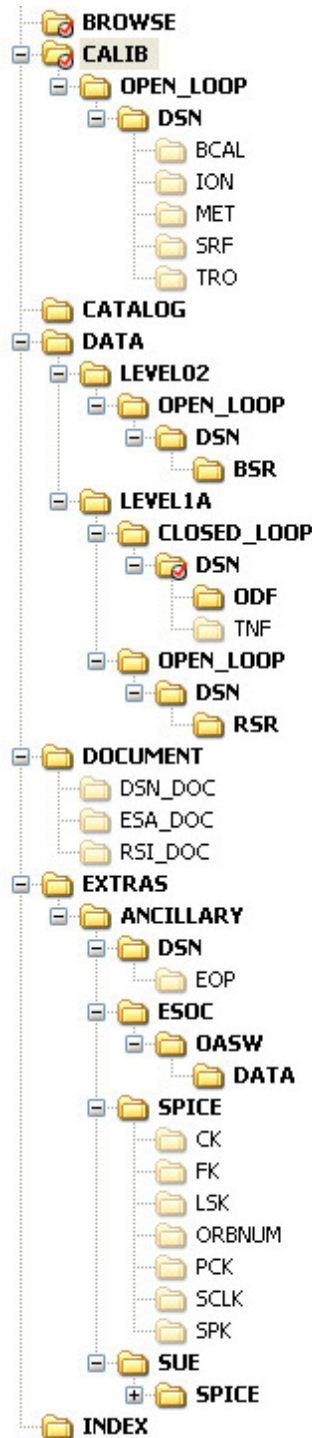 BROWSE
CALIB
OPEN_LOOP
DSN
BCAL
ION
MET
SRF
TRO
CATALOG
DATA
LEVEL02
OPEN_LOOP
DSN
BSR
LEVEL1A
CLOSED_LOOP
DSN
ODF
TNF
OPEN_LOOP
DSN
RSR
DOCUMENT
DSN_DOC
ESA_DOC
RSI_DOC
EXTRAS
ANCILLARY
DSN
EOP
ESOC
OASW
DATA
SPICE
CK
FK
LSK
ORBNUM
PCK
SCLK
SPK
SUE
SPICE
INDEX